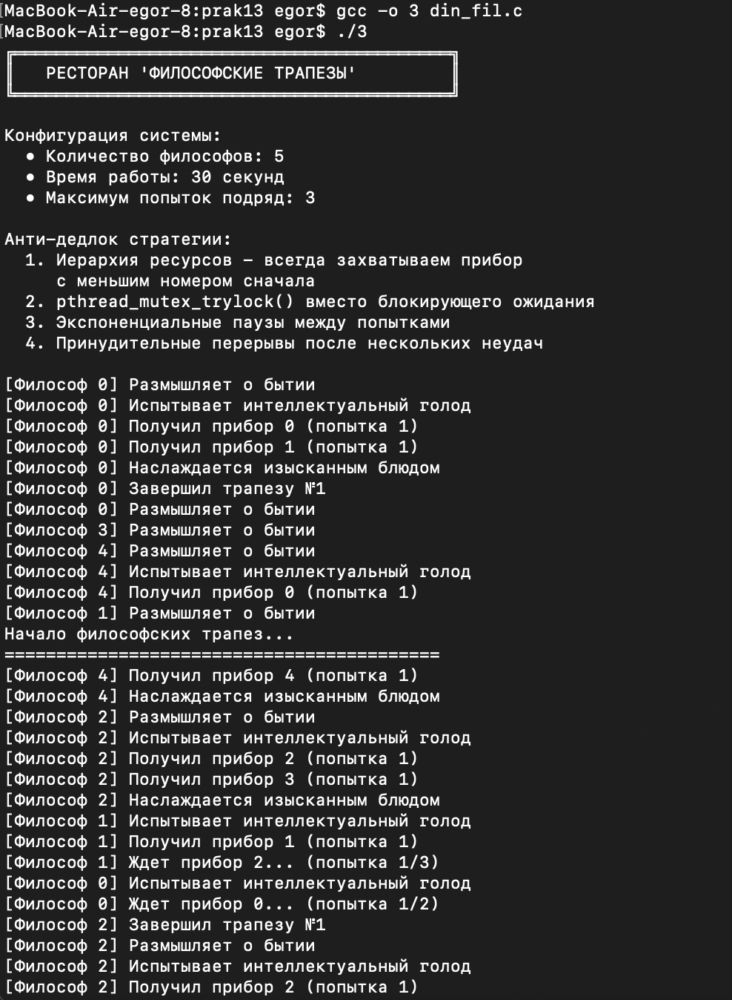 [MacBook-Air-egor-8:prak13 egor$ gcc -o 3 din_fil.c
[MacBook-Air-egor-8:prak13 egor$ ./3
РЕСТОРАН 'ФИЛОСОФСКИЕ ТРАПЕЗЫ'
Конфигурация системы:
• Количество философов: 5
• Время работы: 30 секунд
• Максимум попыток подряд: 3
Анти-дедлок стратегии:
1. Иерархия ресурсов - всегда захватываем прибор
с меньшим номером сначала
2. pthread_mutex_trylock() вместо блокирующего ожидания
3. Экспоненциальные паузы между попытками
4. Принудительные перерывы после нескольких неудач
[Философ 0] Размышляет о бытии
[Философ 0] Испытывает интеллектуальный голод
[Философ 0] Получил прибор 0 (попытка 1)
[Философ 0] Получил прибор 1 (попытка 1)
[Философ 0] Наслаждается изысканным блюдом
[Философ 0] Завершил трапезу №1
[Философ 0] Размышляет о бытии
[Философ 3] Размышляет о бытии
[Философ 4] Размышляет о бытии
[Философ 4] Испытывает интеллектуальный голод
[Философ 4] Получил прибор 0 (попытка 1)
[Философ 1] Размышляет о бытии
Начало философских трапез...
==========================================
[Философ 4] Получил прибор 4 (попытка 1)
[Философ 4] Наслаждается изысканным блюдом
[Философ 2] Размышляет о бытии
[Философ 2] Испытывает интеллектуальный голод
[Философ 2] Получил прибор 2 (попытка 1)
[Философ 2] Получил прибор 3 (попытка 1)
[Философ 2] Наслаждается изысканным блюдом
[Философ 1] Испытывает интеллектуальный голод
[Философ 1] Получил прибор 1 (попытка 1)
[Философ 1] Ждет прибор 2... (попытка 1/3)
[Философ 0] Испытывает интеллектуальный голод
[Философ 0] Ждет прибор 0... (попытка 1/2)
[Философ 2] Завершил трапезу №1
[Философ 2] Размышляет о бытии
[Философ 2] Испытывает интеллектуальный голод
[Философ 2] Получил прибор 2 (попытка 1)